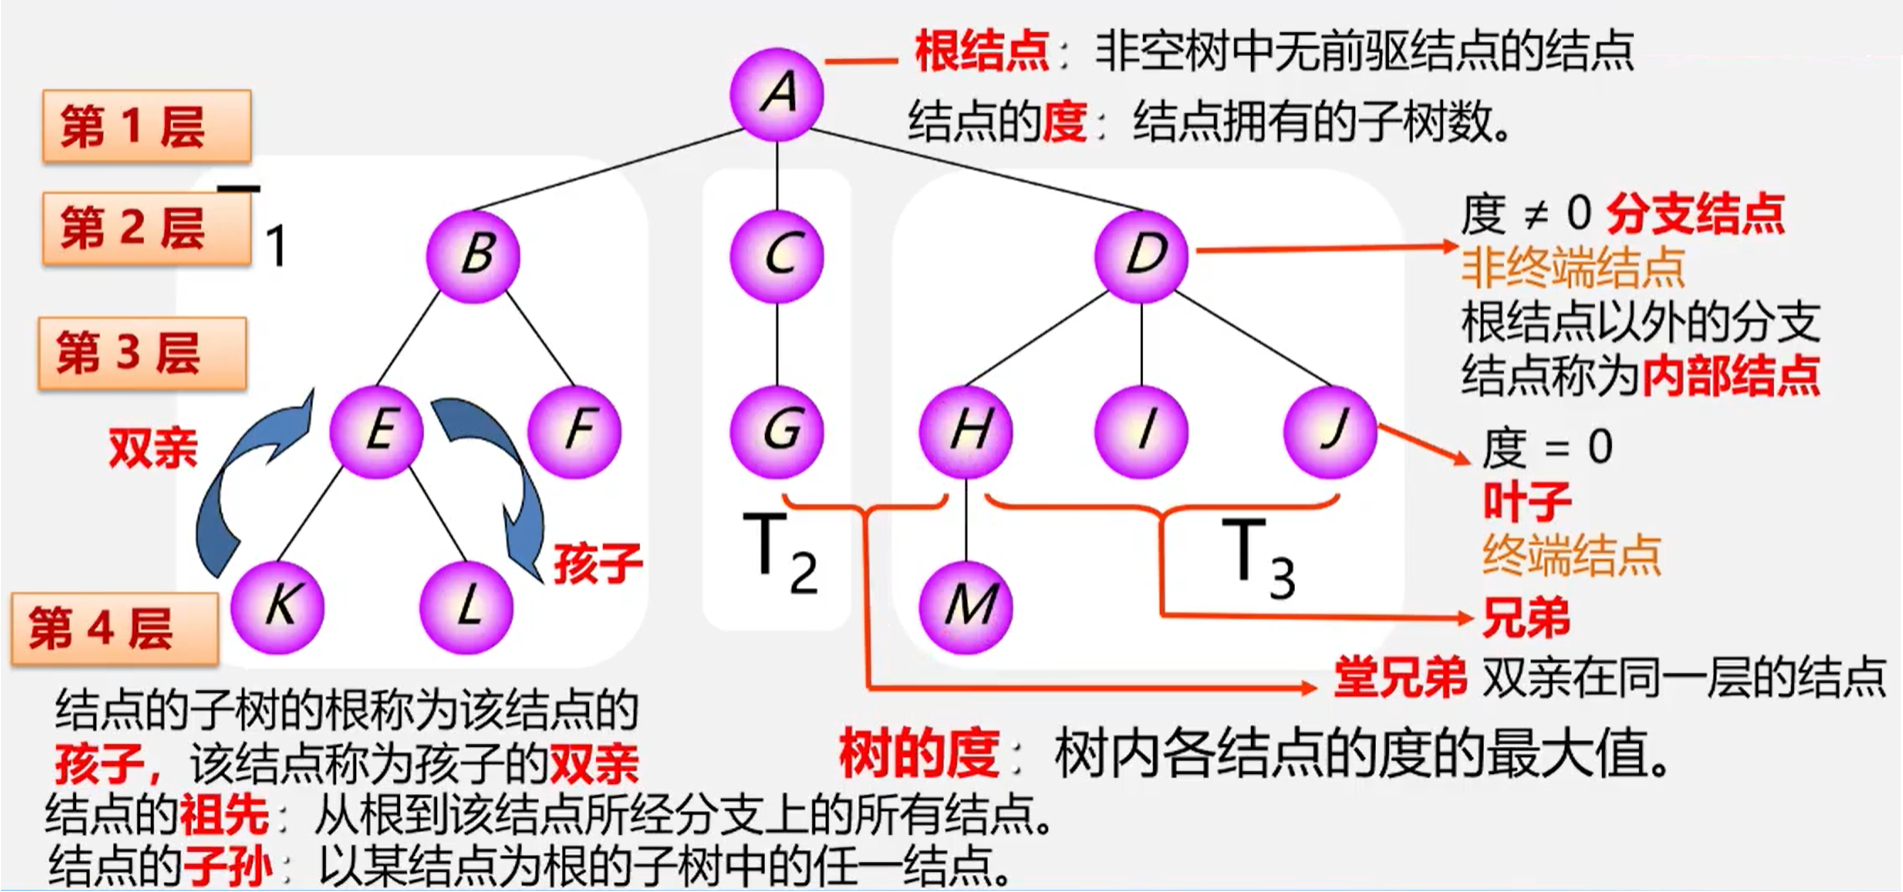 A
根结点：非空树中无前驱结点的结点
结点的度：结点拥有的子树数。
第 1 层
第 2 层
T1
B
C
D
度 ≠ 0 分支结点
非终端结点
根结点以外的分支
结点称为内部结点
第 3 层
双亲
E
F
G
H
I
J
度 = 0
叶子
终端结点
孩子
T2
T3
第 4 层
K
L
M
兄弟
堂兄弟 双亲在同一层的结点
结点的子树的根称为该结点的
孩子，该结点称为孩子的双亲
树的度：树内各结点的度的最大值。
结点的祖先：从根到该结点所经分支上的所有结点。
结点的子孙：以某结点为根的子树中的任一结点。